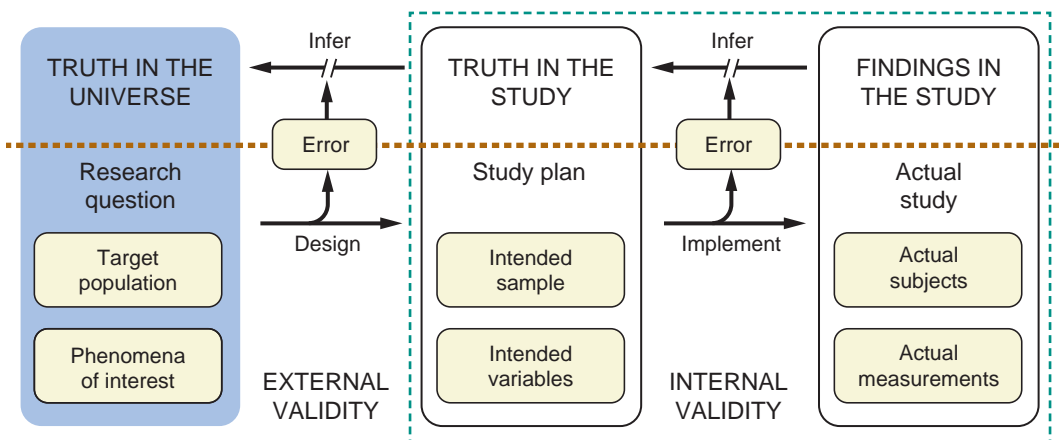 Infer
Infer
TRUTH IN THE
UNIVERSE
TRUTH IN THE
STUDY
FINDINGS IN
THE STUDY
Error
Error
Research
question
Study plan
Actual
study
Design
Implement
Target
population
Intended
sample
Actual
subjects
Phenomena
of interest
Intended
variables
Actual
measurements
EXTERNAL
VALIDITY
INTERNAL
VALIDITY